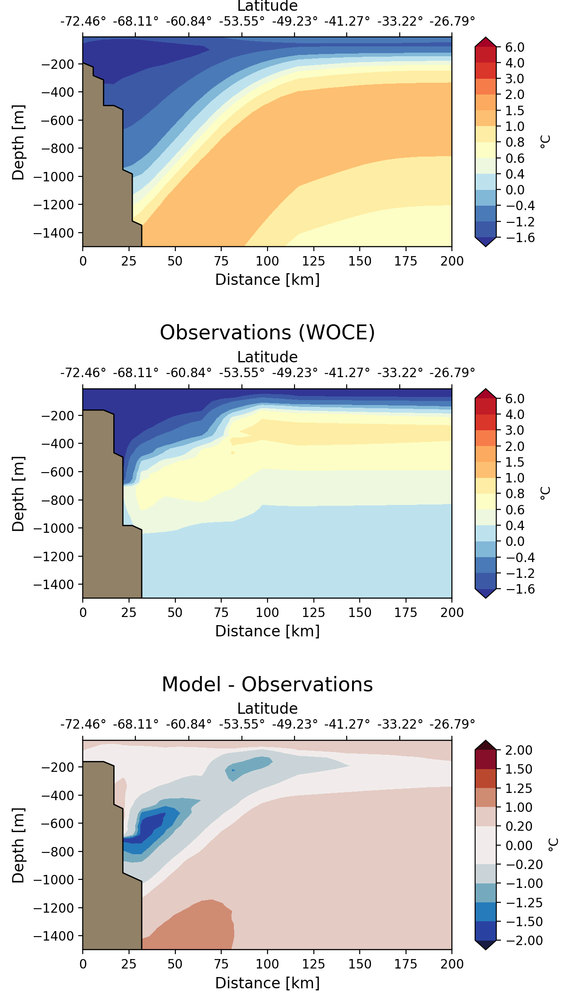 Latitude
-72.46° -68.11° -60.84° -53.55° -49.23° -41.27° -33.22° -26.79°
Depth [m]
−200
−400
−600
−800
−1000
−1200
−1400
0 25 50 75 100 125 150 175 200
Distance [km]
6.0
4.0
3.0
2.0
1.5
1.0
0.8
0.6
0.4
0.0
−0.4
−1.2
−1.6
°C
Observations (WOCE)
Latitude
-72.46° -68.11° -60.84° -53.55° -49.23° -41.27° -33.22° -26.79°
Depth [m]
−200
−400
−600
−800
−1000
−1200
−1400
0 25 50 75 100 125 150 175 200
Distance [km]
6.0
4.0
3.0
2.0
1.5
1.0
0.8
0.6
0.4
0.0
−0.4
−1.2
−1.6
°C
Model - Observations
Latitude
-72.46° -68.11° -60.84° -53.55° -49.23° -41.27° -33.22° -26.79°
Depth [m]
−200
−400
−600
−800
−1000
−1200
−1400
0 25 50 75 100 125 150 175 200
Distance [km]
2.00
1.50
1.25
1.00
0.20
0.00
−0.20
−1.00
−1.25
−1.50
−2.00
°C